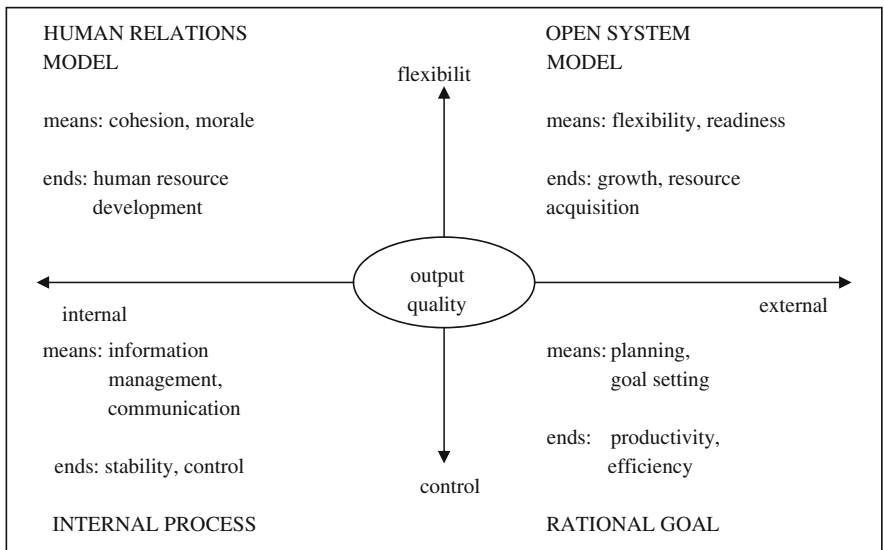 HUMAN RELATIONS
MODEL
means: cohesion, morale
ends: human resource
development
flexibilit
OPEN SYSTEM
MODEL
means: flexibility, readiness
ends: growth, resource
acquisition
output
quality
internal
external
means: information
management,
communication
ends: stability, control
INTERNAL PROCESS
control
means: planning,
goal setting
ends: productivity,
efficiency
RATIONAL GOAL